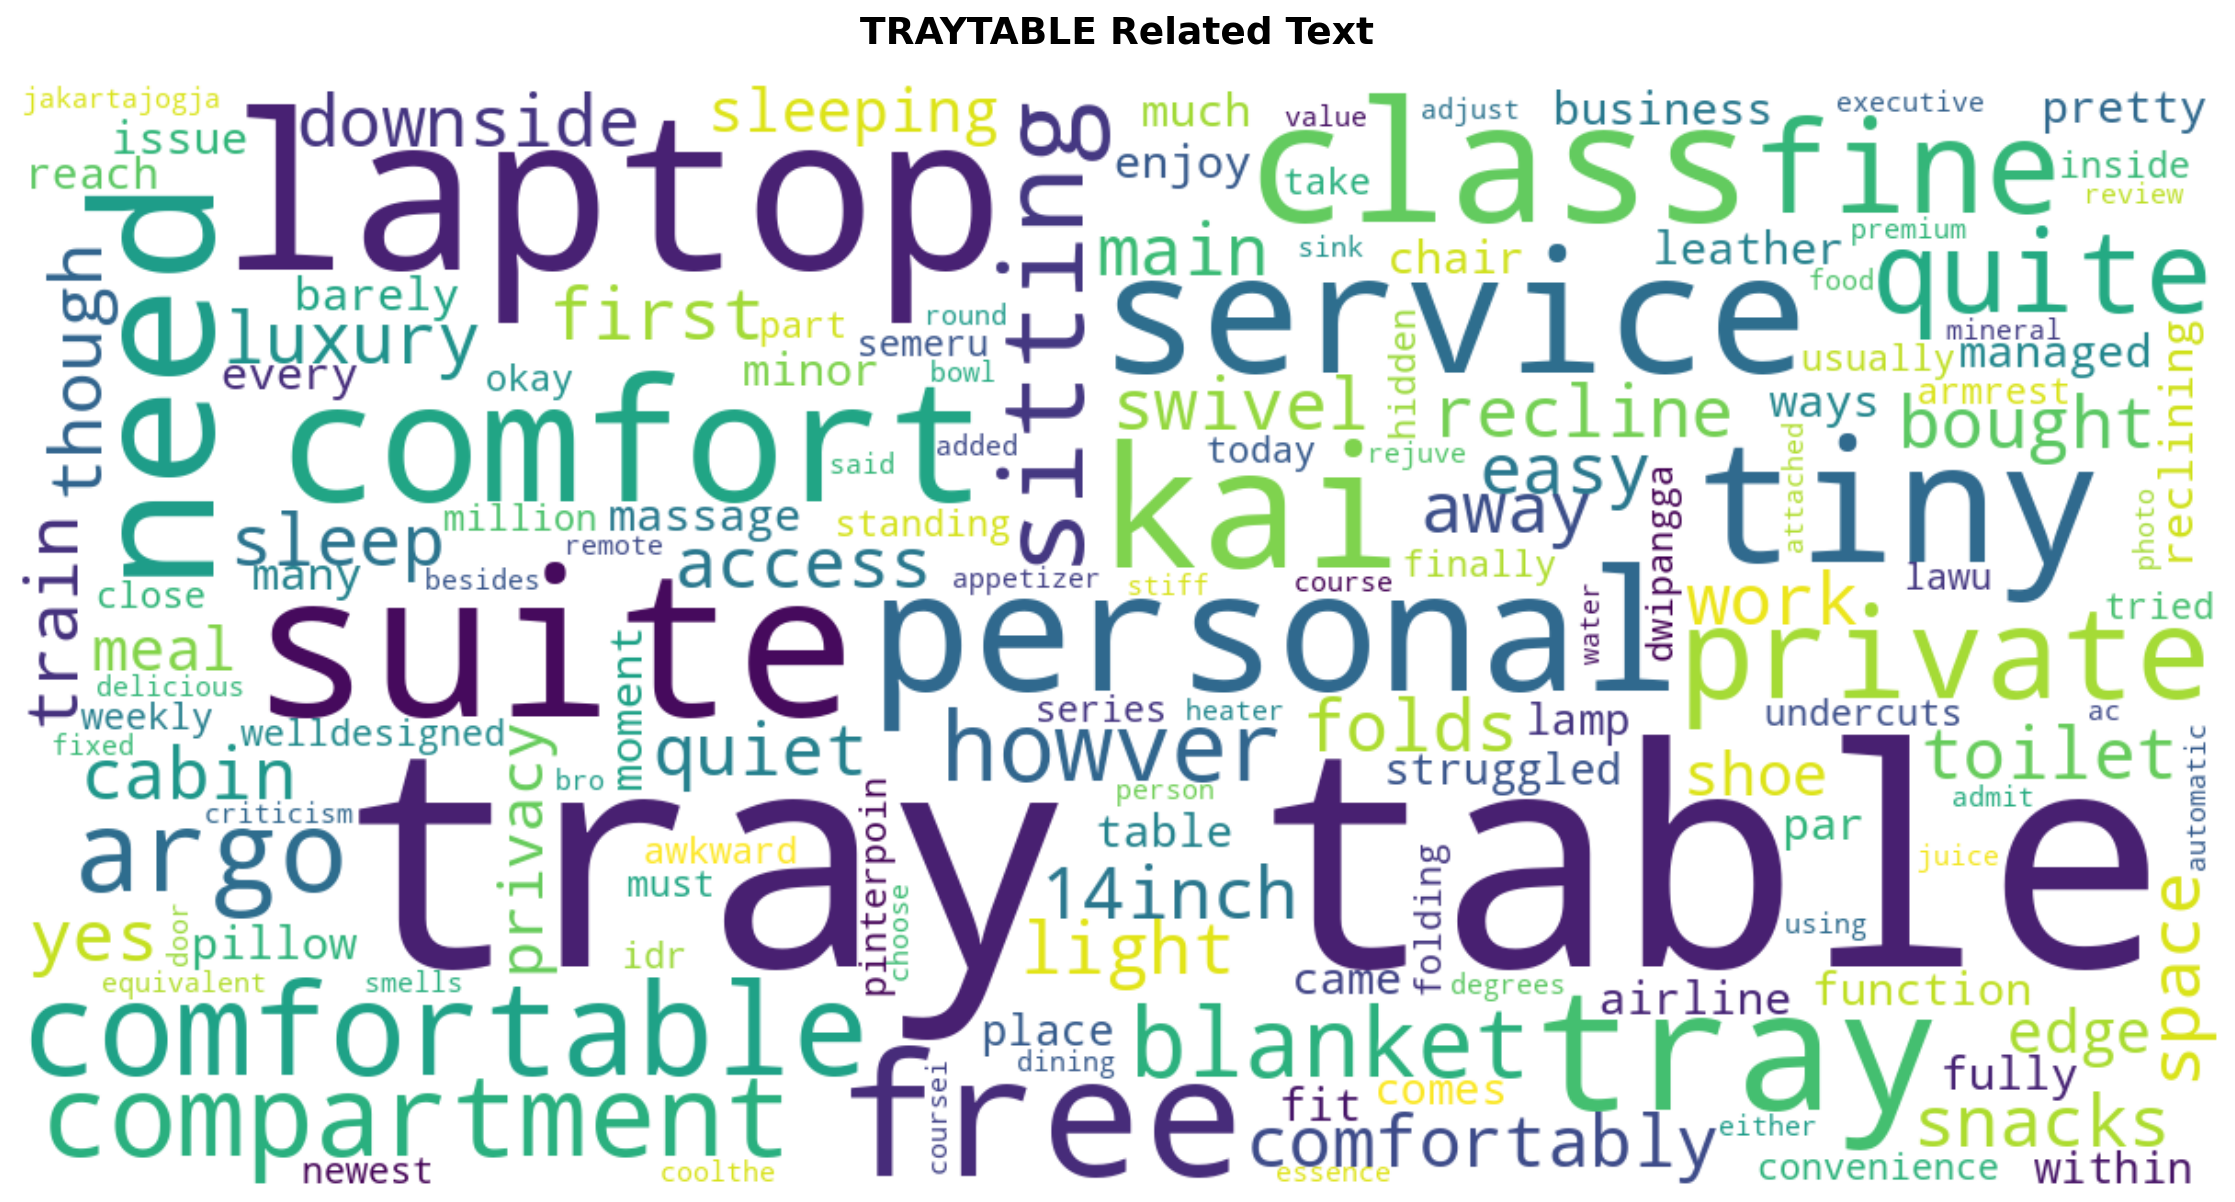 TRAYTABLE Related Text
jakartajogja
issue
reach
need
laptop
downside
sleeping
sitting
much
value
adjust
business
executive
pretty
enjoy
take
class
fine
inside
review
main
sink
chair
leather
premium
food
quite
service
though
barely
luxury
first
part
round
semeru
every
okay
minor
bowl
mineral
usually
managed
reclining
hidden
swivel
recline
ways
armrest
bought
comfort
said
added
today
rejuve
kai
easy
away
dwipangga
tiny
attached
photo
sleep
million
massage
standing
remote
access
many
besides
appetizer
stiff
course
finally
lawu
train
close
meal
delicious
weekly
suite
personal
water
work
private
tried
moment
series
heater
folds
lamp
undercuts
ac
fixed
welldesigned
privacy
bro
quiet
howver
struggled
shoe
toilet
automatic
cabin
criticism
person
admit
argo
tray table
awkward
must
pinterpoin
choose
table
par
juice
14inch
folding
using
space
yes
door
pillow
idr
light
came
degrees
airline
function
equivalent
smells
comfortable
place
dining
blanket
tray
edge
fully
compartment
coursei
free
fit
comes
snacks
newest
coolthe
essence
comfortably
either
convenience
within